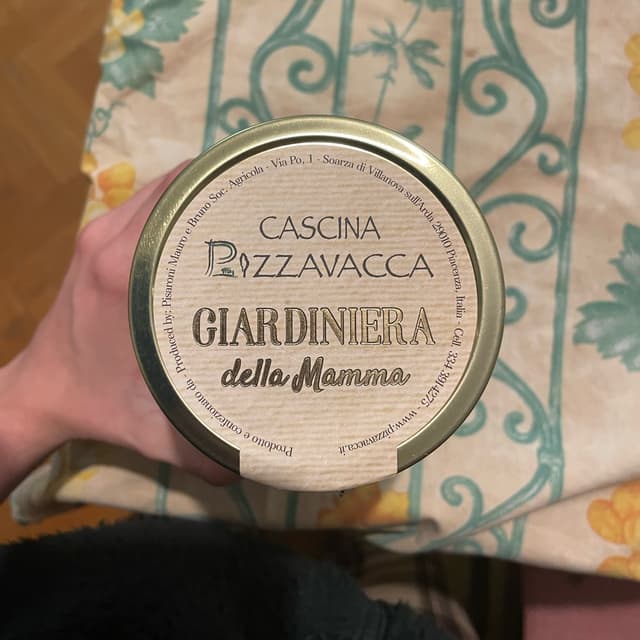 CASCINA
PIZZAVACCA
GIARDINIERA
della Mamma
Prodotto e confezionato da - Produced by: Pisaroni Mauro e Bruno Soc. Agricola - Via Po, 1 - Soarza di Villanova sull'Arda 29010 Piacenza, Italia - Cell. 334 3914275 - www.pizzavacca.it